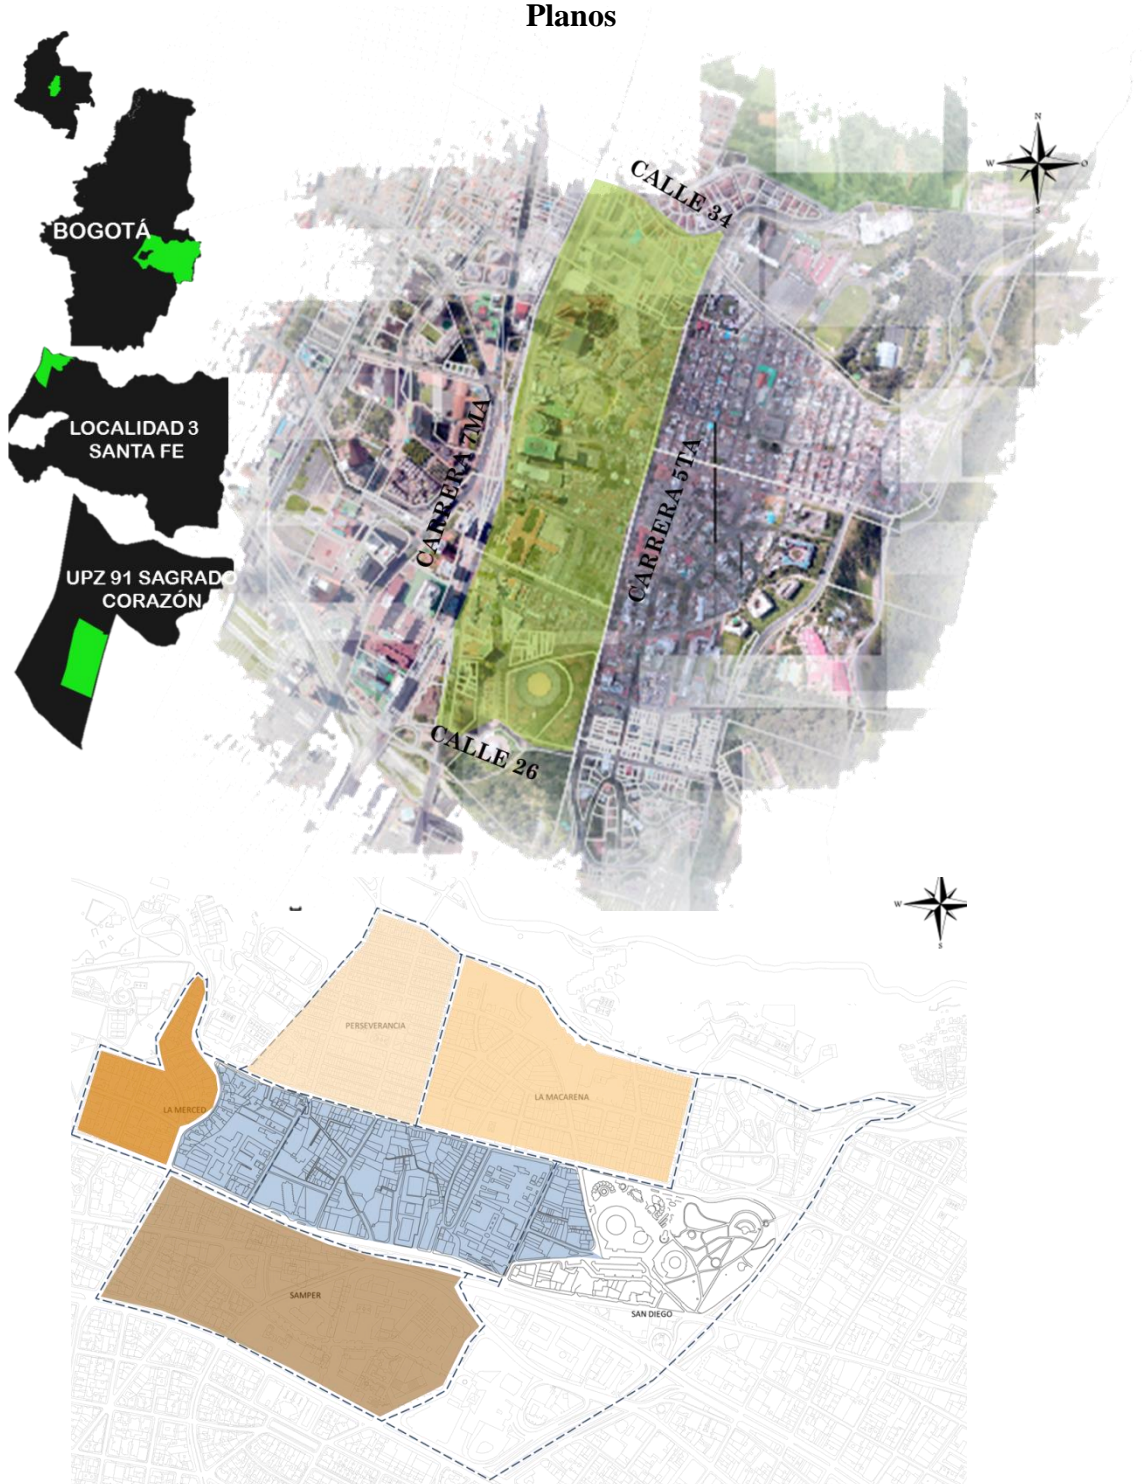 Planos
BOGOTÁ
LOCALIDAD 3
SANTA FE
UPZ 91 SAGRADO
CORAZÓN
N
W
O
S
CALLE 34
CARRERA 7MA
CARRERA 5TA
CALLE 26
W
S
PERSEVERANCIA
LA MACARENA
LA MERCED
SAMPER
SAN DIEGO